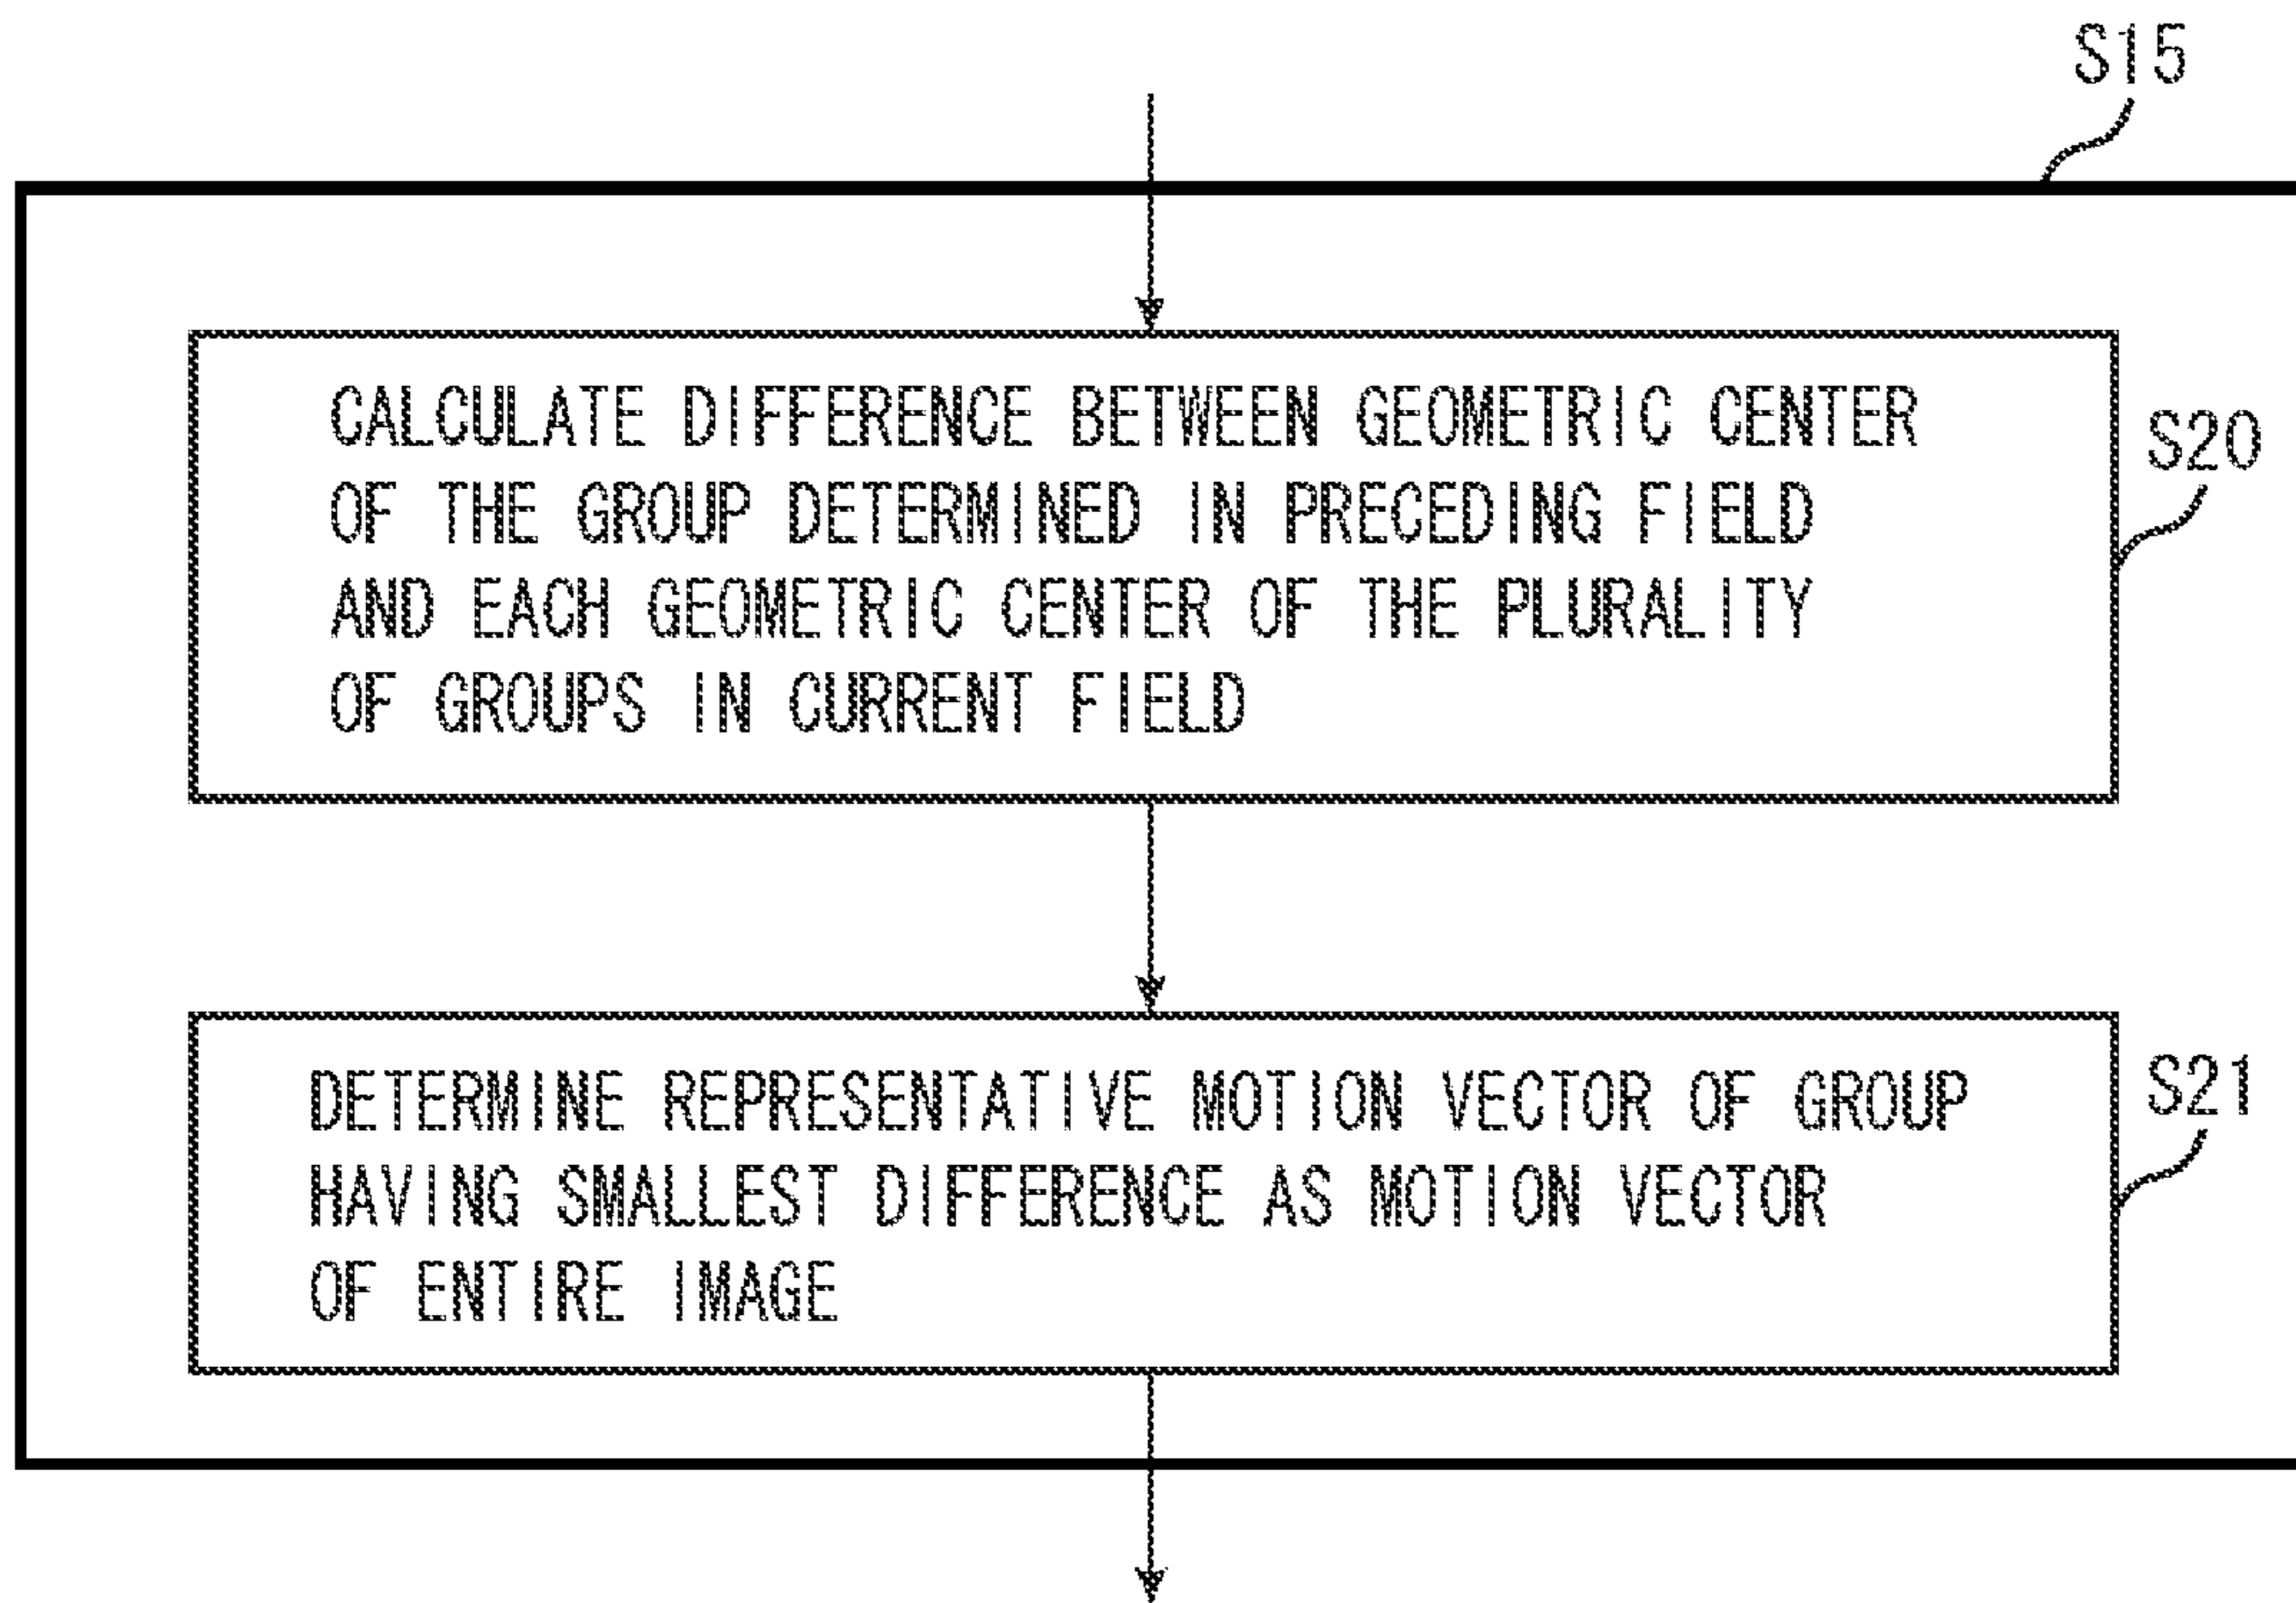 S15
CALCULATE DIFFERENCE BETWEEN GEOMETRIC CENTER
OF THE GROUP DETERMINED IN PRECEDING FIELD
AND EACH GEOMETRIC CENTER OF THE PLURALITY
OF GROUPS IN CURRENT FIELD
S20
DETERMINE REPRESENTATIVE MOTION VECTOR OF GROUP
HAVING SMALLEST DIFFERENCE AS MOTION VECTOR
OF ENTIRE IMAGE
S21